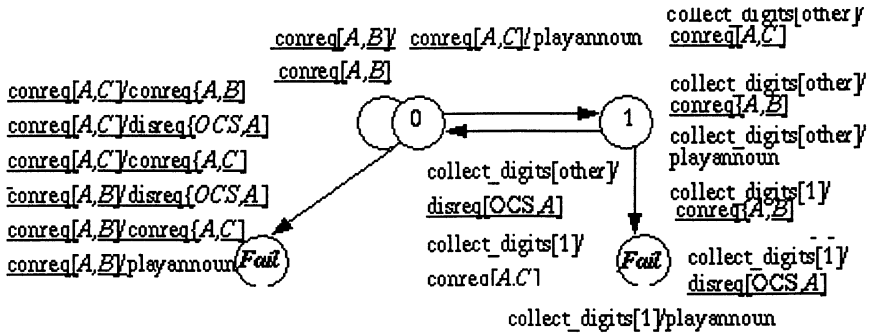 collect_digits[other]/
conreq[A,C]
conreq[A,B]/ conreq[A,C]/playannoun
conreq[A,B]
conreq[A,C]/conreq{A,B]
conreq[A,C]/disreq{OCS,A]
conreq[A,C]/conreq{A,C]
conreq[A,B]/disreq{OCS,A]
conreq[A,B]/conreq{A,C]
conreq[A,B]/playannoun
0
1
Fail
collect_digits[other]/
disreq[OCS,A]
collect_digits[1]/
conreq[A,C]
collect_digits[other]/
conreq{A,B]
collect_digits[other]/
playannoun
collect_digits[1]/
conreq{A,B]
Fail
collect_digits[1]/
disreq[OCS,A]
collect_digits[1]/playannoun